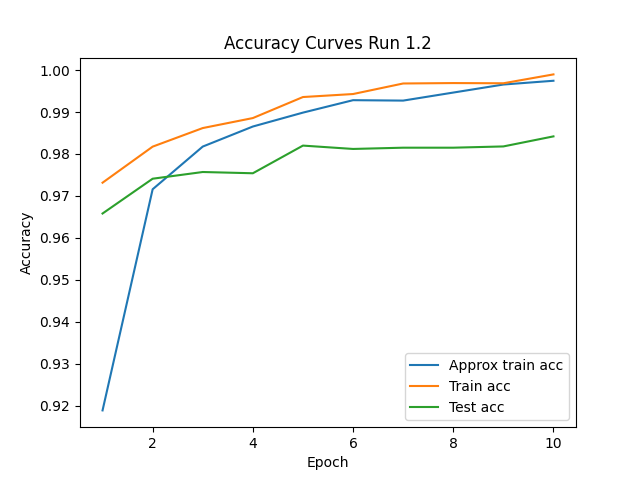 Accuracy Curves Run 1.2
1.00
0.99
0.98
0.97
0.96
0.95
0.94
0.93
0.92
Accuracy
Approx train acc
Train acc
Test acc
2 4 6 8 10
Epoch